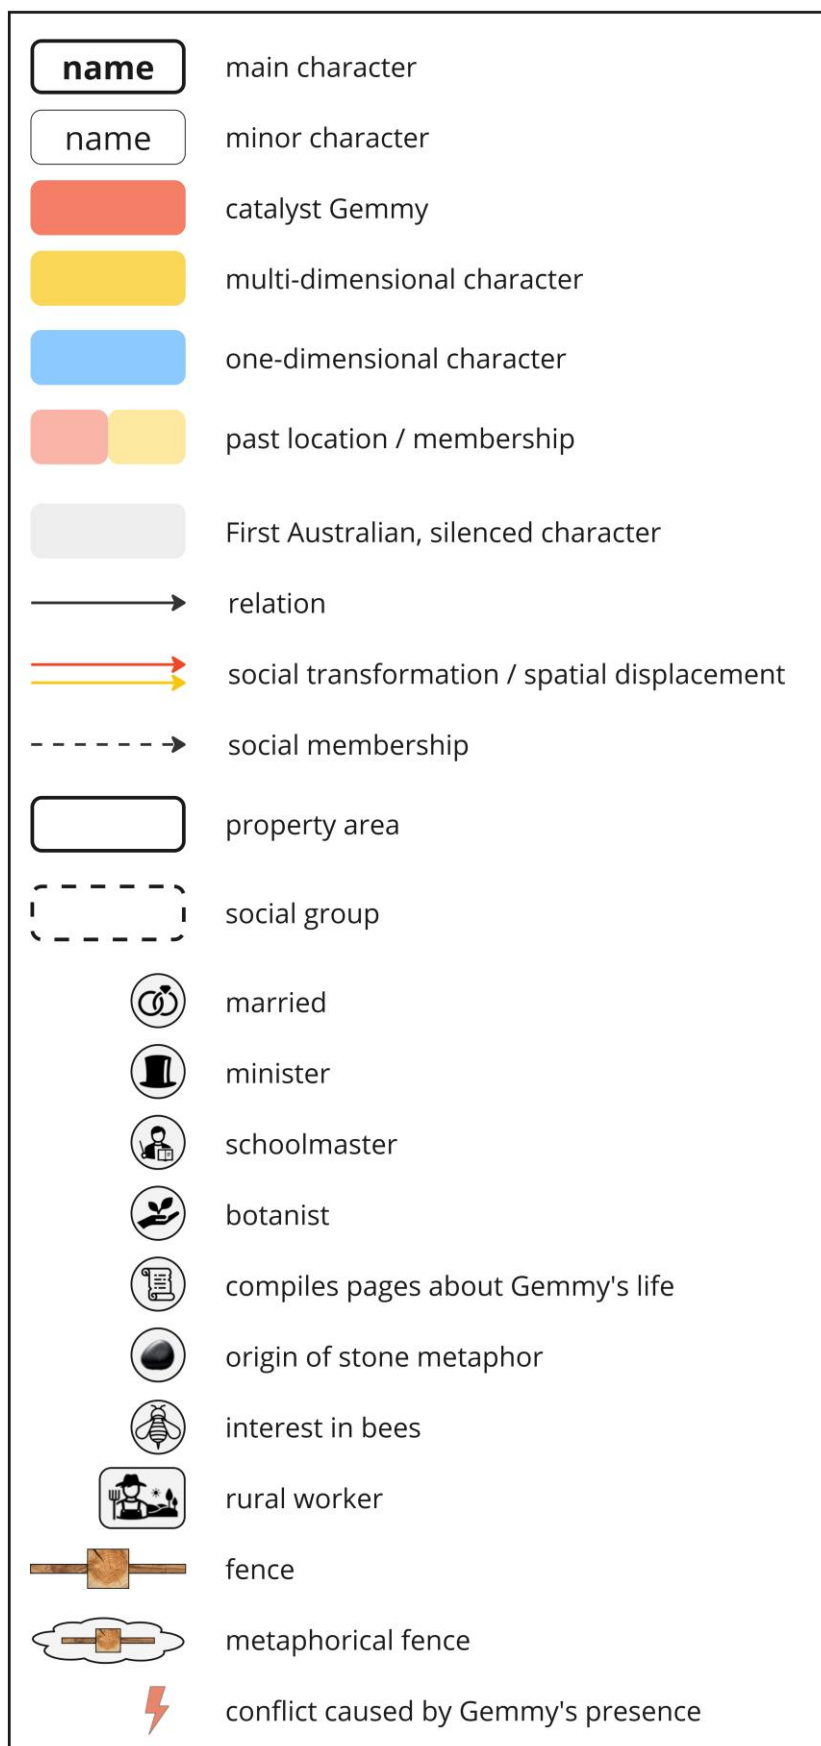 name main character
name minor character
catalyst Gemmy
multi-dimensional character
one-dimensional character
past location / membership
First Australian, silenced character
relation
social transformation / spatial displacement
social membership
property area
social group
married
minister
schoolmaster
botanist
compiles pages about Gemmy's life
origin of stone metaphor
interest in bees
rural worker
fence
metaphorical fence
conflict caused by Gemmy's presence